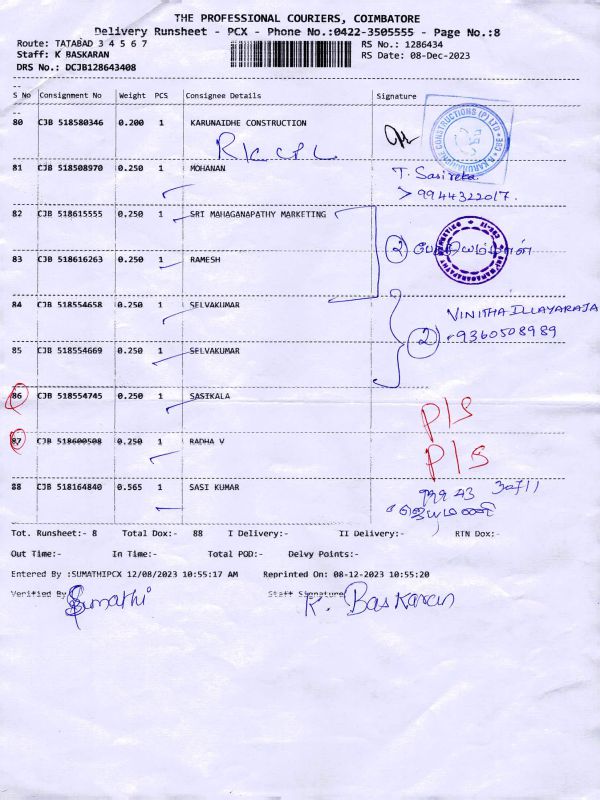 THE PROFESSIONAL COURIERS, COIMBATORE
Delivery Runsheet - PCX - Phone No.:0422-3505555 - Page No.:8
Route: TATABAD 3 4 5 6 7
RS No.: 1286434
Staff: K BASKARAN
RS Date: 08-Dec-2023
DRS No.: DCJB128643408
S No Consignment No Weight PCS Consignee Details Signature
80 CJB 518580346 0.200 1 KARUNAIDHE CONSTRUCTION
81 CJB 518508970 0.250 1 MOHANAN
T. Sasireka
9944322017.
82 CJB 518615555 0.250 1 SRI MAHAGANAPATHY MARKETING
2
83 CJB 518616263 0.250 1 RAMESH
84 CJB 518554658 0.250 1 SELVAKUMAR
VINITHA ILLAYARAJA
9360508989
2
85 CJB 518554669 0.250 1 SELVAKUMAR
86 CJB 518554745 1 0.250 SASIKALA
P/S
87 CJB 518600508 0.250 1 RADHA V
P/S
88 CJB 518164840 0.565 1 SASI KUMAR
Tot. Runsheet:- 8 Total Dox:- 88 I Delivery:- II Delivery:- RTN Dox:-
Out Time:- In Time:- Total POD:- Delvy Points:-
Entered By :SUMATHIPCX 12/08/2023 10:55:17 AM Reprinted On: 08-12-2023 10:55:20
Verified By Sumathi Staff Signature K. Baskaran